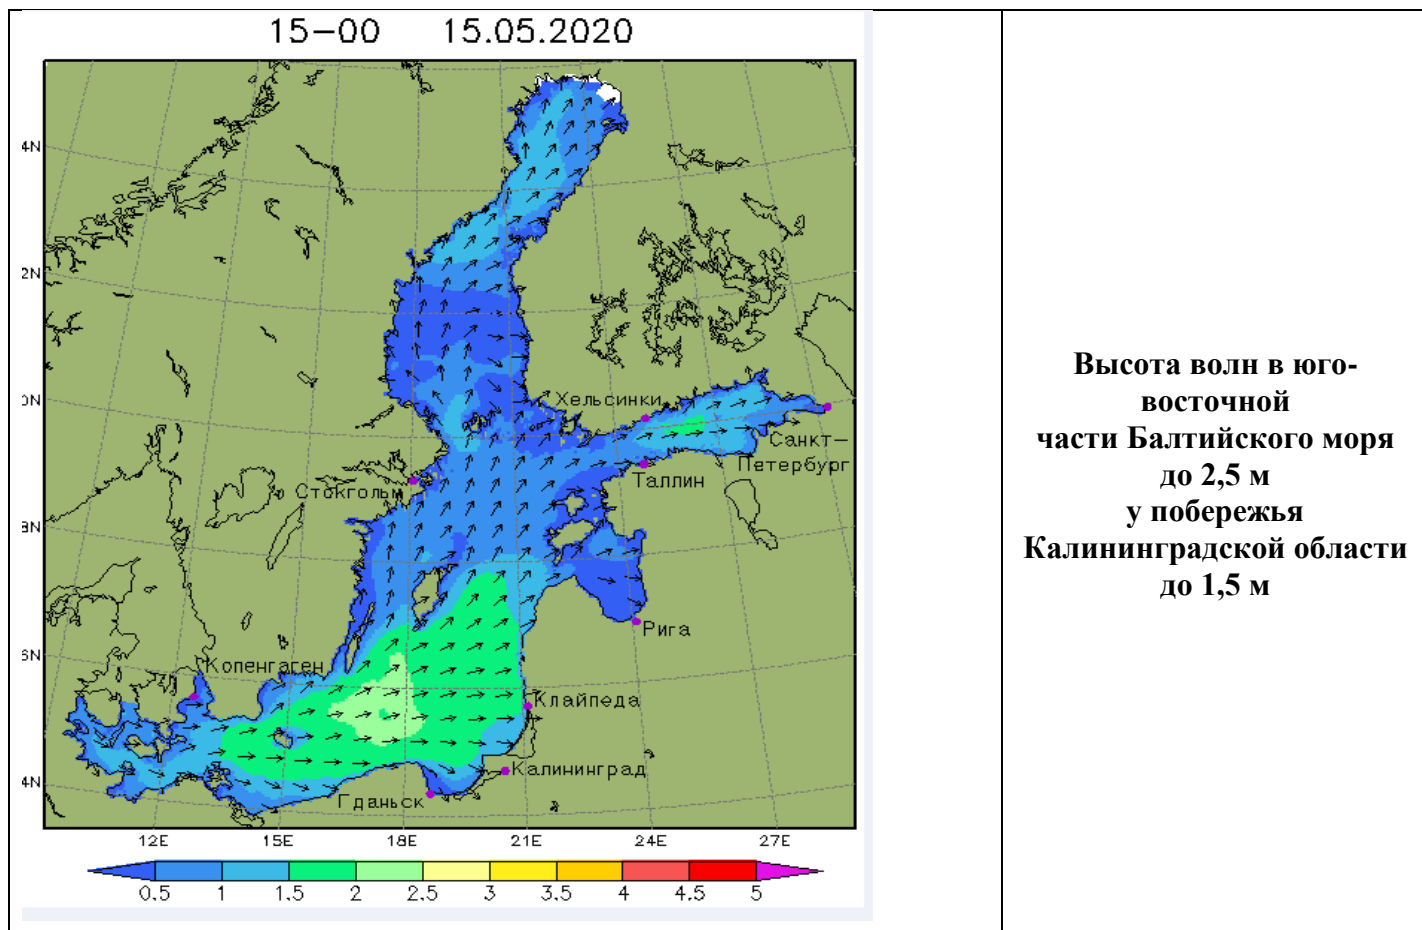 15-00 15.05.2020
4N
2N
0N
8N
6N
4N
Хельсинки
Санкт-
Петербург
Таллин
Стокгольм
Рига
Копенгаген
Клайпеда
Калининград
Гданьск
12E 15E 18E 21E 24E 27E
0.5 1 1.5 2 2.5 3 3.5 4 4.5 5
Высота волн в юго-
восточной
части Балтийского моря
до 2,5 м
у побережья
Калининградской области
до 1,5 м